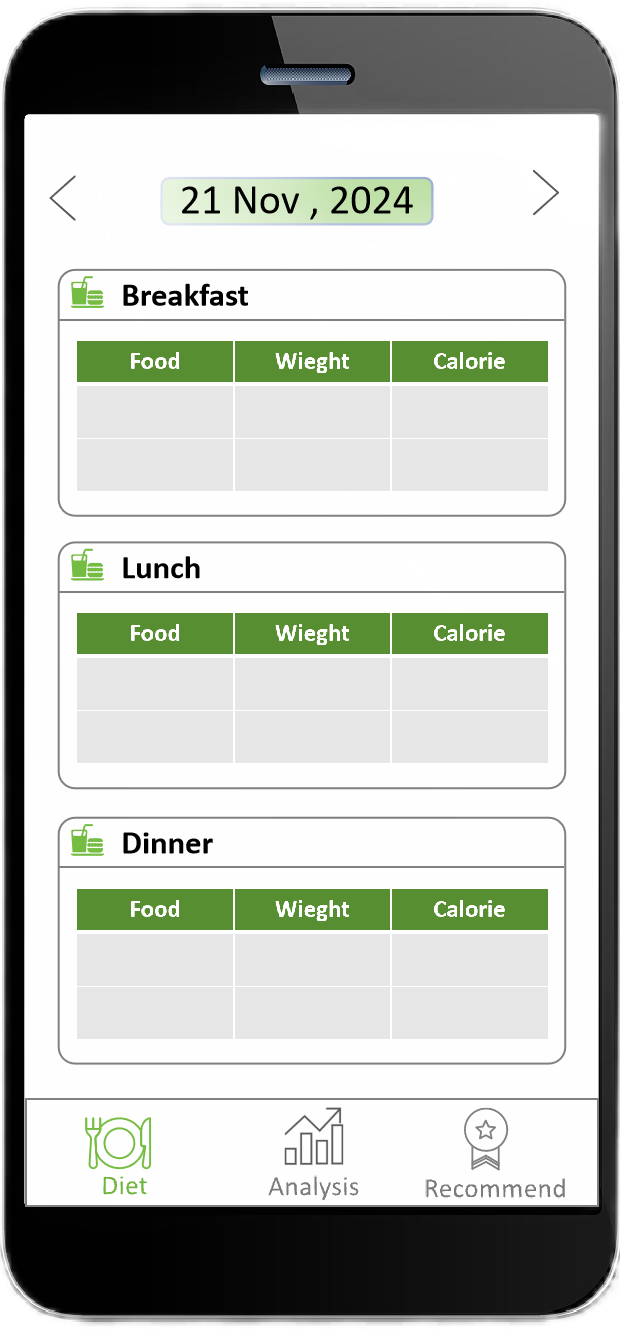 21 Nov , 2024
Breakfast
Food Wieght Calorie
Lunch
Food Wieght Calorie
Dinner
Food Wieght Calorie
Diet Analysis Recommend